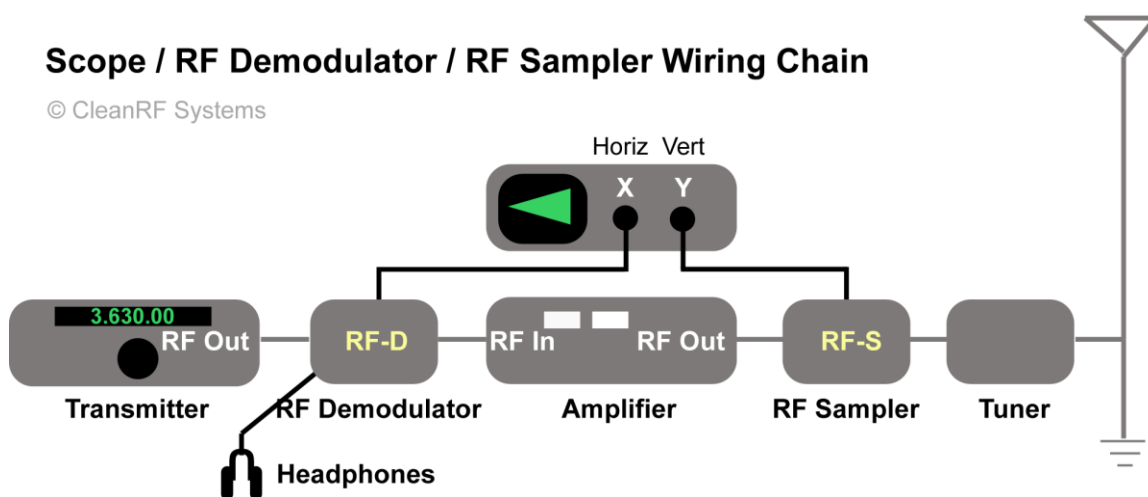 Scope / RF Demodulator / RF Sampler Wiring Chain
© CleanRF Systems
Horiz Vert
X Y
3.630.00
RF Out
RF-D
RF In
RF Out
RF-S
Transmitter
RF Demodulator
Amplifier
RF Sampler
Tuner
Headphones